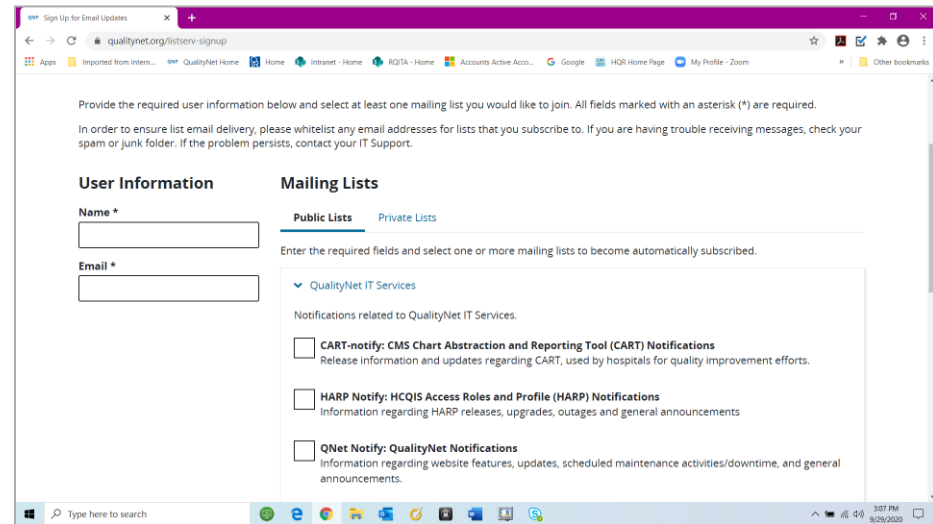 QNP Sign Up for Email Updates
qualitynet.org/listserv-signup
Apps Imported from Intern... QNP QualityNet Home Home Intranet - Home RQITA - Home Accounts Active Acco... Google HQR Home Page My Profile - Zoom » Other bookmarks
Provide the required user information below and select at least one mailing list you would like to join. All fields marked with an asterisk (*) are required.
In order to ensure list email delivery, please whitelist any email addresses for lists that you subscribe to. If you are having trouble receiving messages, check your
spam or junk folder. If the problem persists, contact your IT Support.
User Information
Name *
Email *
Mailing Lists
Public Lists Private Lists
Enter the required fields and select one or more mailing lists to become automatically subscribed.
QualityNet IT Services
Notifications related to QualityNet IT Services.
CART-notify: CMS Chart Abstraction and Reporting Tool (CART) Notifications
Release information and updates regarding CART, used by hospitals for quality improvement efforts.
HARP Notify: HCQIS Access Roles and Profile (HARP) Notifications
Information regarding HARP releases, upgrades, outages and general announcements
QNet Notify: QualityNet Notifications
Information regarding website features, updates, scheduled maintenance activities/downtime, and general
announcements.
Type here to search
3:07 PM
9/29/2020